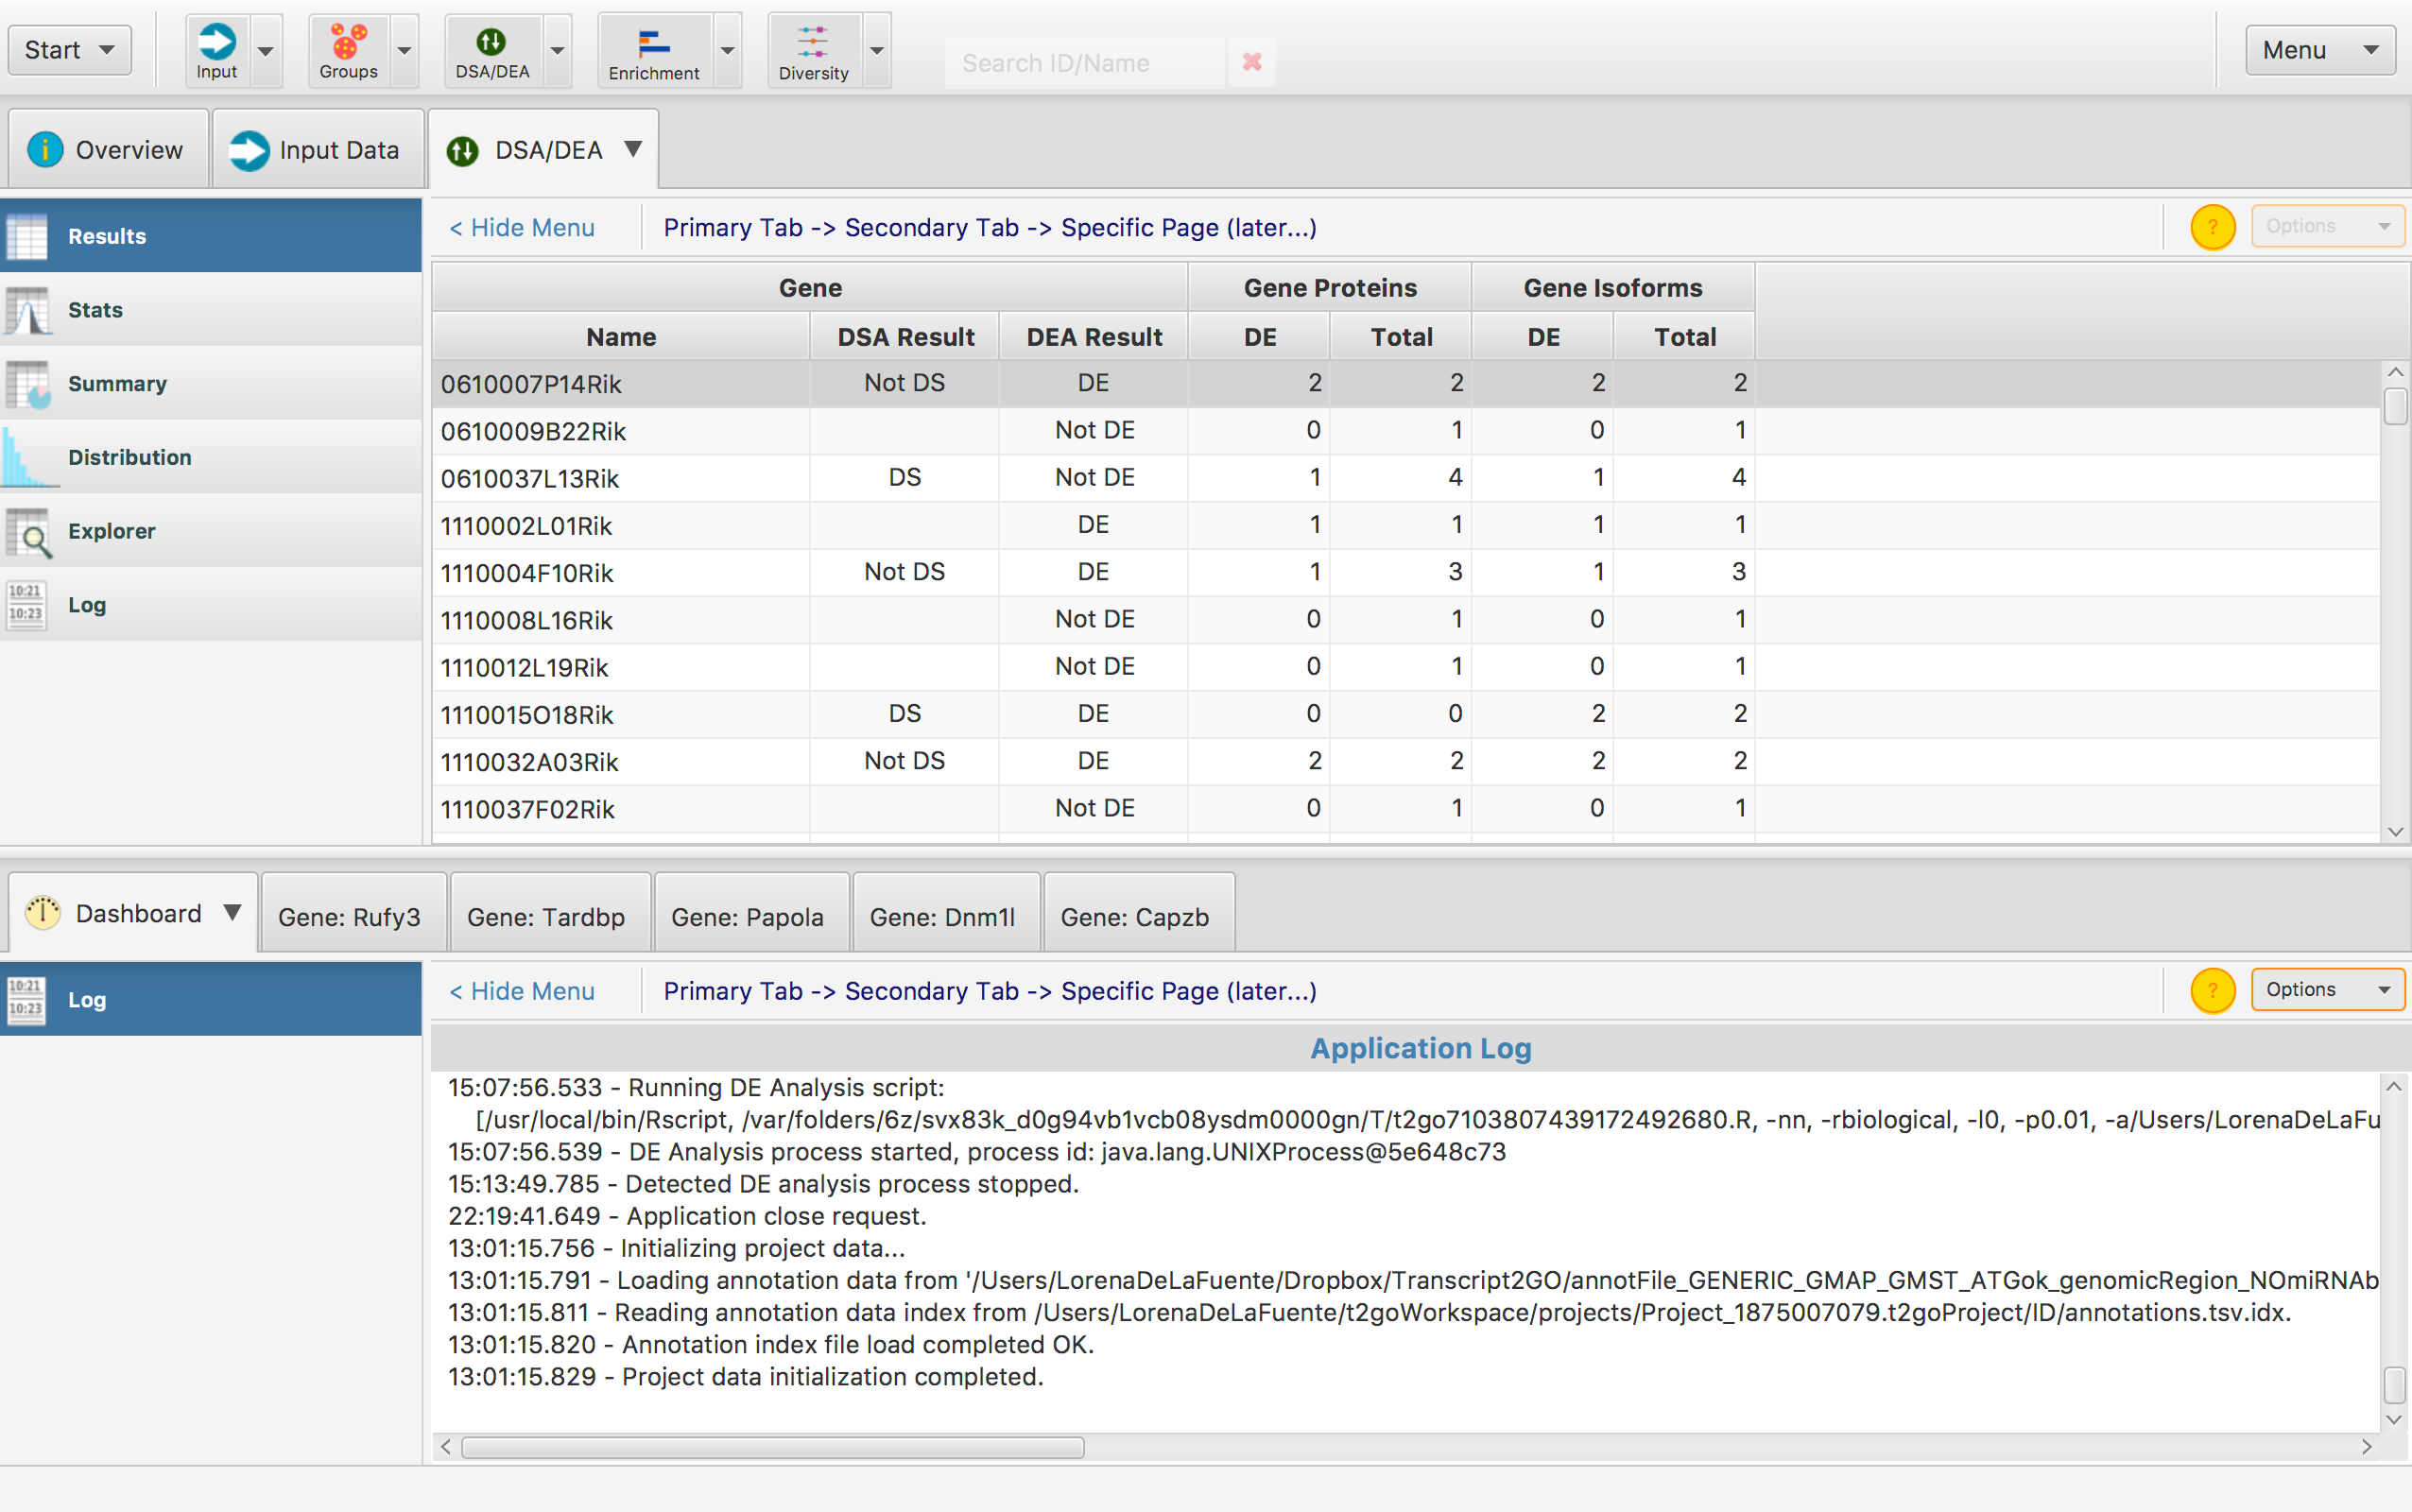 Start
Input
Groups
DSA/DEA
Enrichment
Diversity
Search ID/Name
Menu
Overview
Input Data
DSA/DEA
Results
Stats
Summary
Distribution
Explorer
10:21
10:23
Log
< Hide Menu
Primary Tab -> Secondary Tab -> Specific Page (later...)
?
Options
Gene Gene Proteins Gene Isoforms
Name DSA Result DEA Result DE Total DE Total
0610007P14Rik Not DS DE 2 2 2 2
0610009B22Rik Not DE 0 1 0 1
0610037L13Rik DS Not DE 1 4 1 4
1110002L01Rik DE 1 1 1 1
1110004F10Rik Not DS DE 1 3 1 3
1110008L16Rik Not DE 0 1 0 1
1110012L19Rik Not DE 0 1 0 1
1110015O18Rik DS DE 0 0 2 2
1110032A03Rik Not DS DE 2 2 2 2
1110037F02Rik Not DE 0 1 0 1
Dashboard
Gene: Rufy3
Gene: Tardbp
Gene: Papola
Gene: Dnm1l
Gene: Capzb
10:21
10:23
Log
< Hide Menu
Primary Tab -> Secondary Tab -> Specific Page (later...)
?
Options
Application Log
15:07:56.533 - Running DE Analysis script:
[/usr/local/bin/Rscript, /var/folders/6z/svx83k_d0g94vb1vcb08ysdm0000gn/T/t2go7103807439172492680.R, -nn, -rbiological, -l0, -p0.01, -a/Users/LorenaDeLaFu
15:07:56.539 - DE Analysis process started, process id: java.lang.UNIXProcess@5e648c73
15:13:49.785 - Detected DE analysis process stopped.
22:19:41.649 - Application close request.
13:01:15.756 - Initializing project data...
13:01:15.791 - Loading annotation data from '/Users/LorenaDeLaFuente/Dropbox/Transcript2GO/annotFile_GENERIC_GMAP_GMST_ATGok_genomicRegion_NOmiRNAb
13:01:15.811 - Reading annotation data index from /Users/LorenaDeLaFuente/t2goWorkspace/projects/Project_1875007079.t2goProject/ID/annotations.tsv.idx.
13:01:15.820 - Annotation index file load completed OK.
13:01:15.829 - Project data initialization completed.